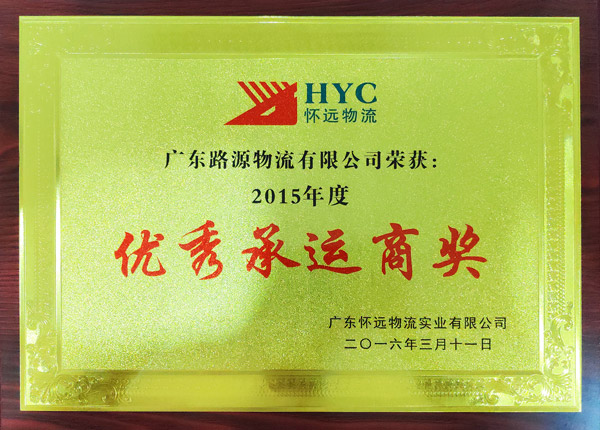 HYC
怀远物流
广东路源物流有限公司荣获：
2015年度
优秀承运商奖
广东怀远物流实业有限公司
二〇一六年三月十一日